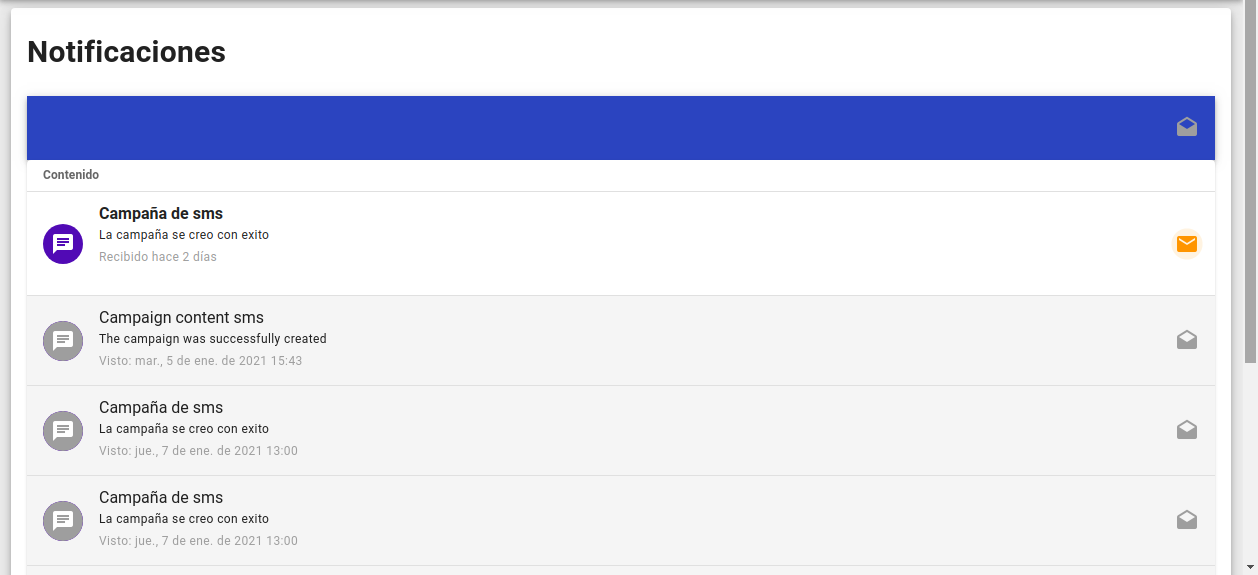 Notificaciones
Contenido
Campaña de sms
La campaña se creo con exito
Recibido hace 2 días
Campaign content sms
The campaign was successfully created
Visto: mar., 5 de ene. de 2021 15:43
Campaña de sms
La campaña se creo con exito
Visto: jue., 7 de ene. de 2021 13:00
Campaña de sms
La campaña se creo con exito
Visto: jue., 7 de ene. de 2021 13:00